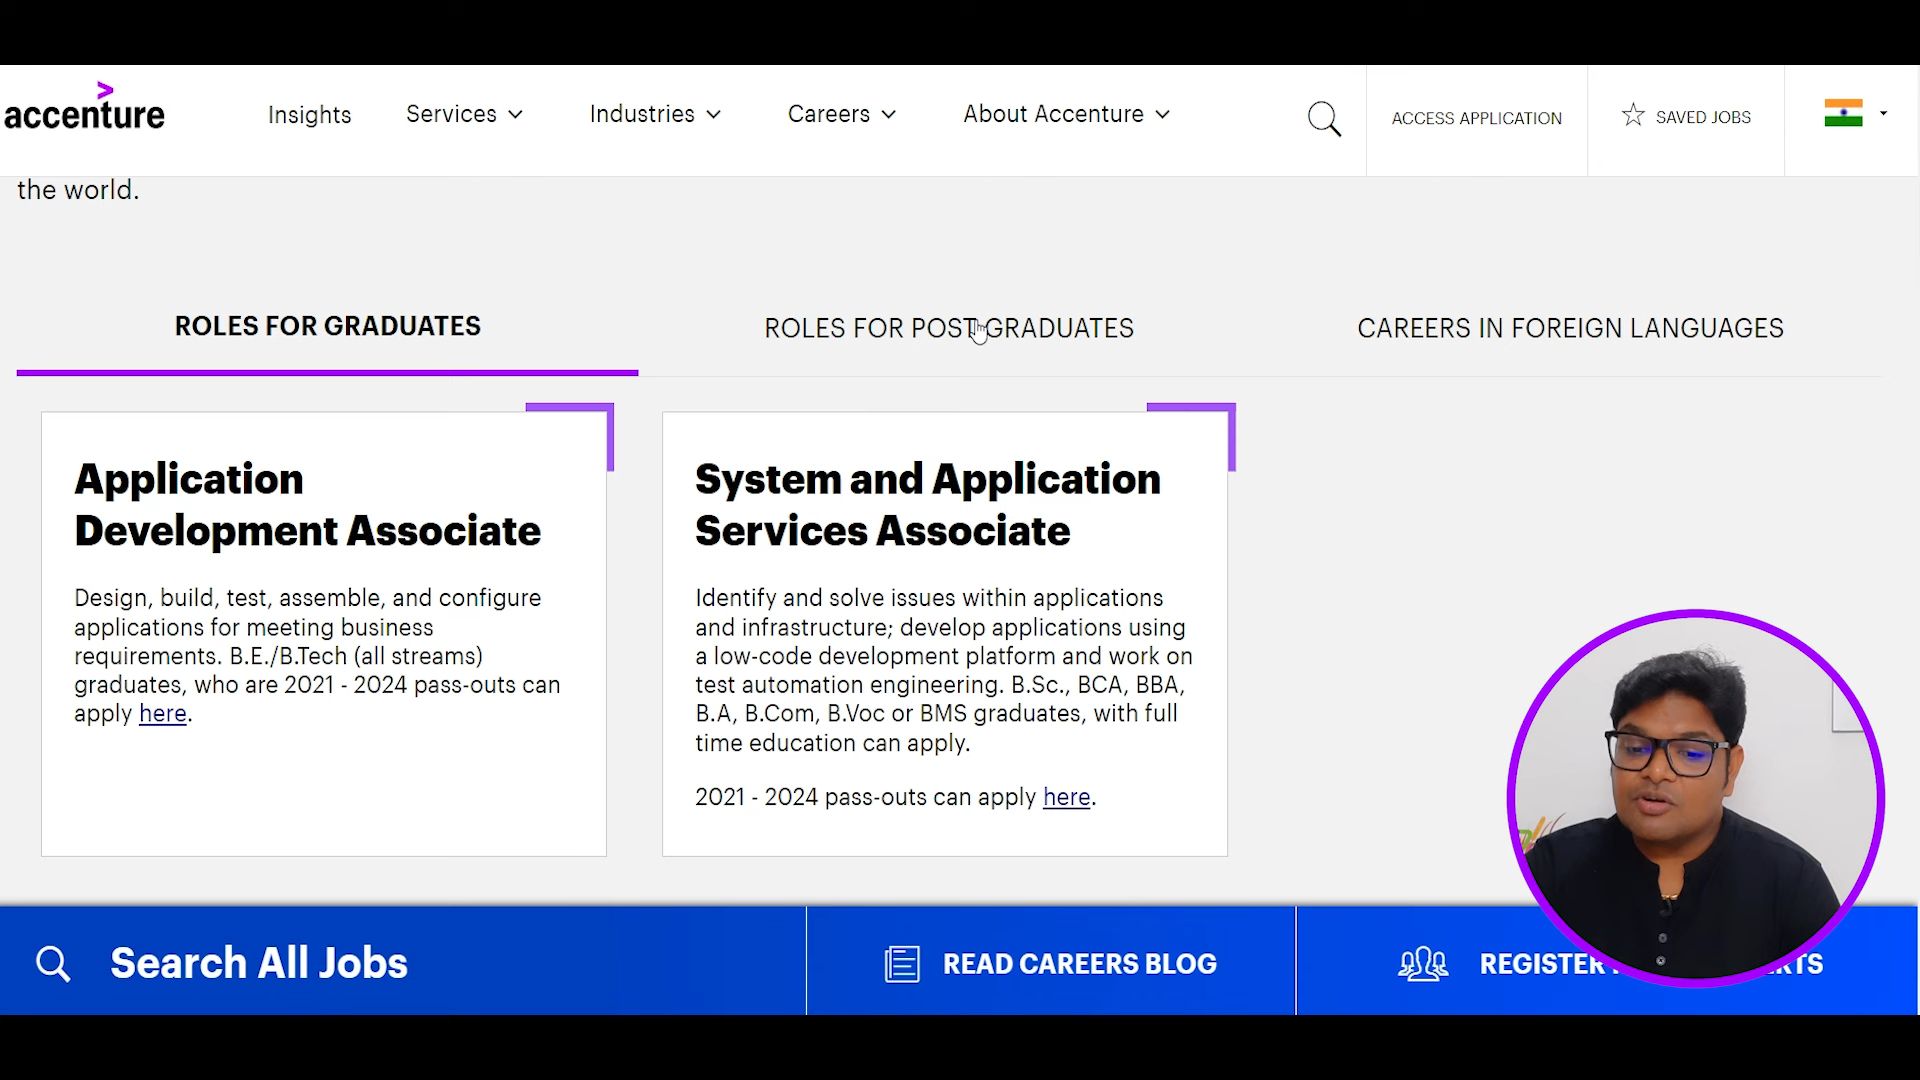 accenture
Insights
Services
Industries
Careers
About Accenture
ACCESS APPLICATION
SAVED JOBS
the world.
ROLES FOR GRADUATES
ROLES FOR POST GRADUATES
CAREERS IN FOREIGN LANGUAGES
Application
Development Associate
Design, build, test, assemble, and configure
applications for meeting business
requirements. B.E./B.Tech (all streams)
graduates, who are 2021 - 2024 pass-outs can
apply here.
System and Application
Services Associate
Identify and solve issues within applications
and infrastructure; develop applications using
a low-code development platform and work on
test automation engineering. B.Sc., BCA, BBA,
B.A, B.Com, B.Voc or BMS graduates, with full
time education can apply.
2021 - 2024 pass-outs can apply here.
Search All Jobs
READ CAREERS BLOG
REGISTER